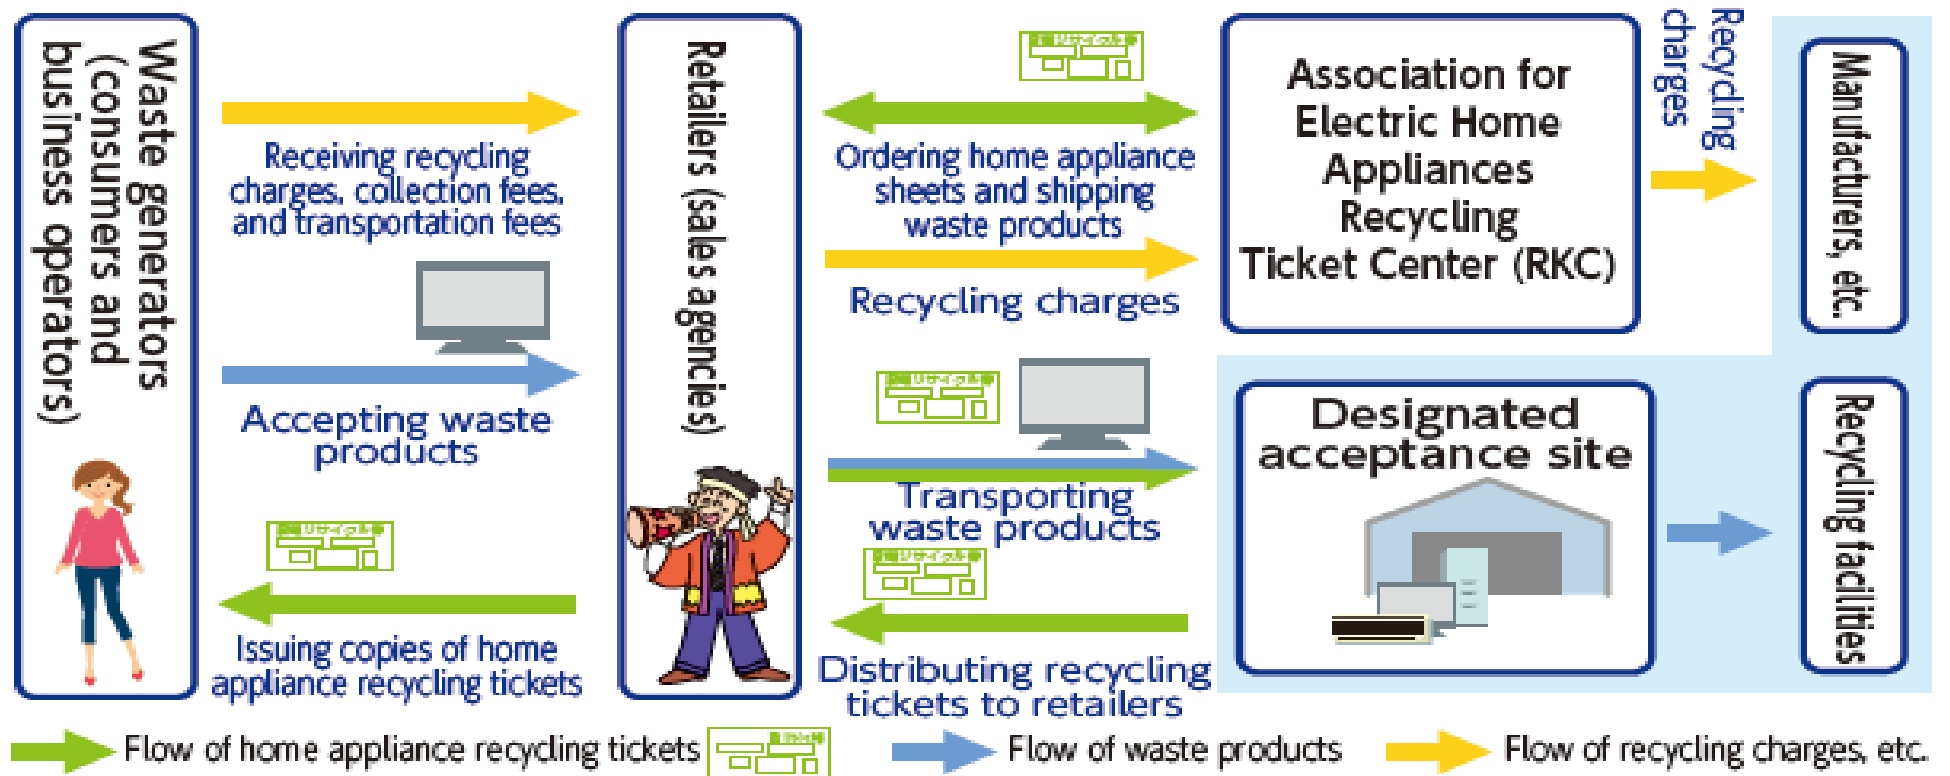 Waste generators
(consumers and
business operators)
Receiving recycling
charges, collection fees,
and transportation fees
Accepting waste
products
Issuing copies of home
appliance recycling tickets
Retailers (sales agencies)
Ordering home appliance
sheets and shipping
waste products
Recycling charges
Transporting
waste products
Distributing recycling
tickets to retailers
Association for
Electric Home
Appliances
Recycling
Ticket Center (RKC)
Recycling
charges
Manufacturers, etc.
Designated
acceptance site
Recycling facilities
Flow of home appliance recycling tickets
Flow of waste products
Flow of recycling charges, etc.